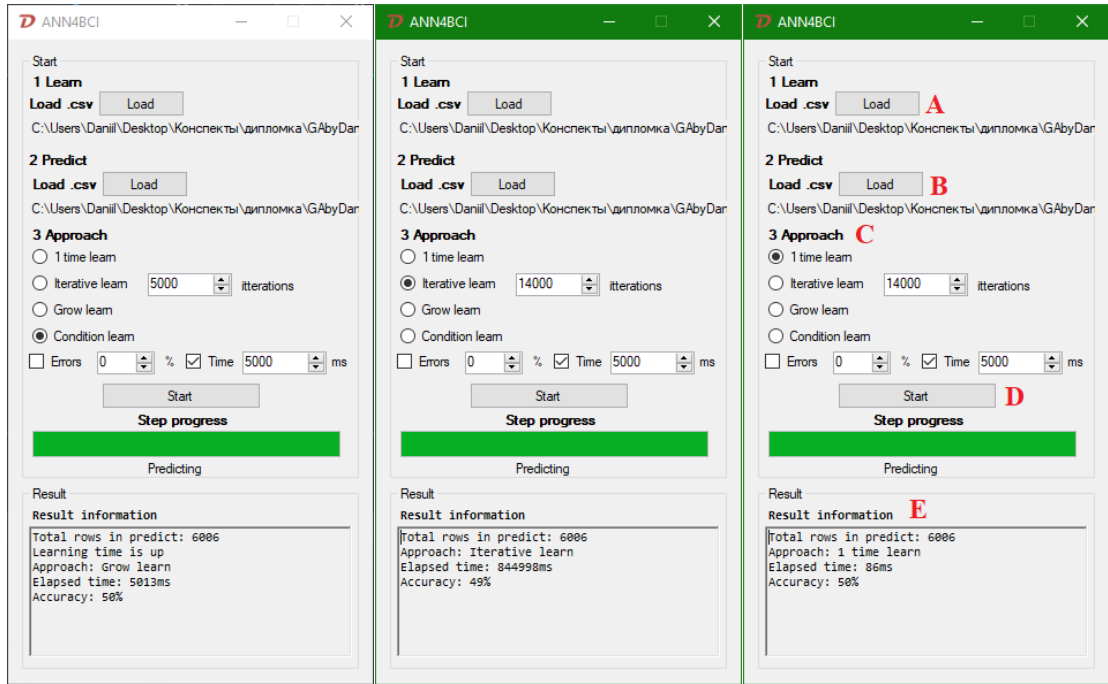 ANN4BCI
Start
1 Learn
Load .csv Load
C:\Users\Daniil\Desktop\Конспекты\дипломка\GAbyDan
2 Predict
Load .csv Load
C:\Users\Daniil\Desktop\Конспекты\дипломка\GAbyDan
3 Approach
1 time learn
Iterative learn 5000 itterations
Grow learn
Condition learn
Errors 0 % Time 5000 ms
Start
Step progress
Predicting
Result
Result information
Total rows in predict: 6006
Learning time is up
Approach: Grow learn
Elapsed time: 5013ms
Accuracy: 50%
ANN4BCI
Start
1 Learn
Load .csv Load
C:\Users\Daniil\Desktop\Конспекты\дипломка\GAbyDan
2 Predict
Load .csv Load
C:\Users\Daniil\Desktop\Конспекты\дипломка\GAbyDan
3 Approach
1 time learn
Iterative learn 14000 itterations
Grow learn
Condition learn
Errors 0 % Time 5000 ms
Start
Step progress
Predicting
Result
Result information
Total rows in predict: 6006
Approach: Iterative learn
Elapsed time: 844998ms
Accuracy: 49%
ANN4BCI
Start
1 Learn
Load .csv Load A
C:\Users\Daniil\Desktop\Конспекты\дипломка\GAbyDan
2 Predict
Load .csv Load B
C:\Users\Daniil\Desktop\Конспекты\дипломка\GAbyDan
3 Approach C
1 time learn
Iterative learn 14000 itterations
Grow learn
Condition learn
Errors 0 % Time 5000 ms
Start D
Step progress
Predicting
Result
Result information E
Total rows in predict: 6006
Approach: 1 time learn
Elapsed time: 86ms
Accuracy: 50%